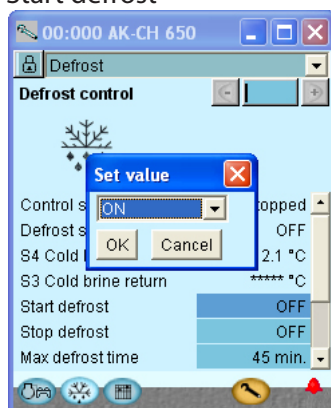 Start defrost
00:000 AK-CH 650
Defrost
Defrost control
Set value
Control s
topped
ON
Defrost s
OFF
OK Cancel
S4 Cold
2.1 °C
S3 Cold brine return ***** °C
Start defrost OFF
Stop defrost OFF
Max defrost time 45 min.